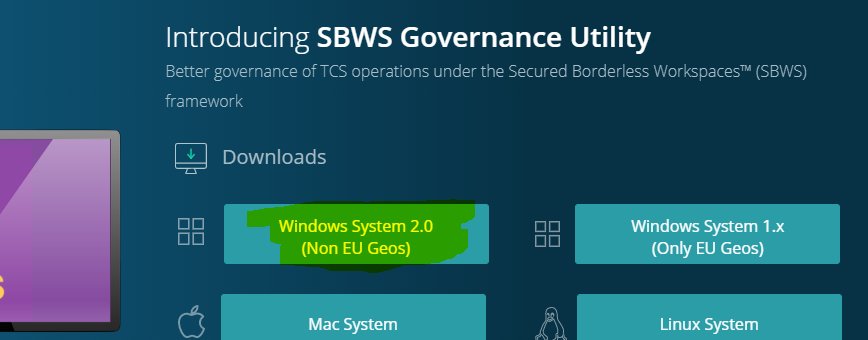 Introducing SBWS Governance Utility
Better governance of TCS operations under the Secured Borderless Workspaces™ (SBWS)
framework
Downloads
Windows System 2.0
(Non EU Geos)
Windows System 1.x
(Only EU Geos)
Mac System
Linux System